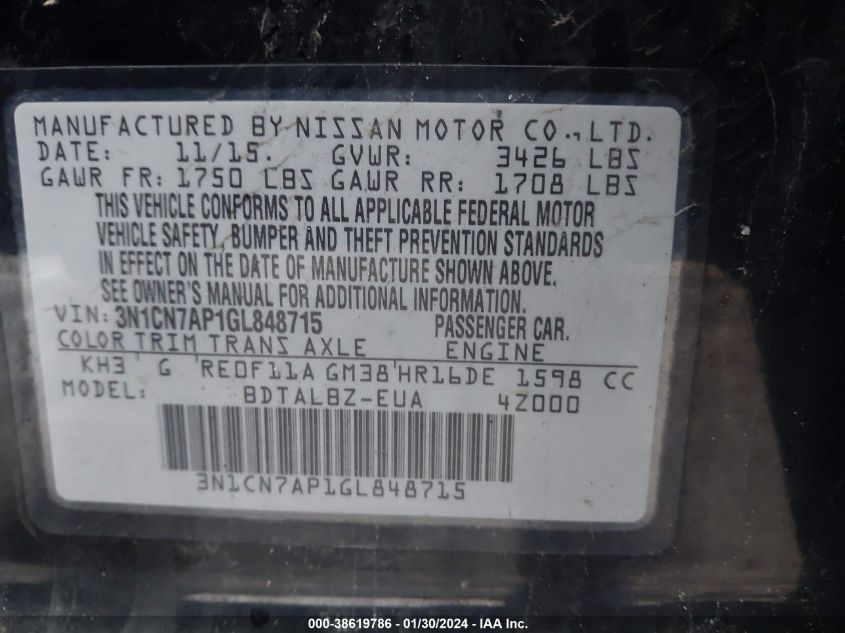 MANUFACTURED BY NISSAN MOTOR CO., LTD.
DATE: 11/15. GVWR: 3426 LBS
GAWR FR: 1750 LBS GAWR RR: 1708 LBS
THIS VEHICLE CONFORMS TO ALL APPLICABLE FEDERAL MOTOR
VEHICLE SAFETY, BUMPER AND THEFT PREVENTION STANDARDS
IN EFFECT ON THE DATE OF MANUFACTURE SHOWN ABOVE.
SEE OWNER'S MANUAL FOR ADDITIONAL INFORMATION.
VIN: 3N1CN7AP1GL848715 PASSENGER CAR.
COLOR TRIM TRANS AXLE ENGINE
KH3 G RE0F11A GM38 HR16DE 1598 CC
MODEL: BDTALBZ-EUA 4Z000
3N1CN7AP1GL848715
000-38619786 - 01/30/2024 - IAA Inc.